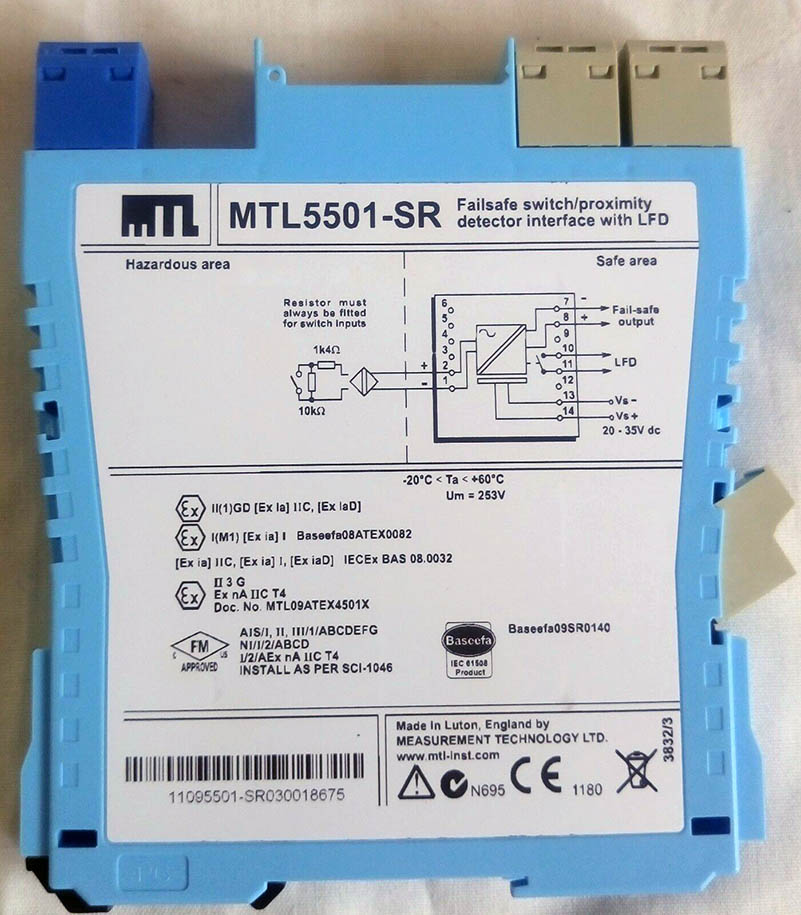 MTL
MTL5501-SR
Failsafe switch/proximity
detector interface with LFD
Hazardous area
Safe area
Resistor must
always be fitted
for switch inputs
1k4Ω
10kΩ
+
−
6
5
4
3
2
1
7
8
9
10
11
12
13
14
−
+
Fail-safe
output
LFD
Vs −
Vs +
20 - 35V dc
-20°C < Ta < +60°C
Um = 253V
Ex II(1)GD [Ex ia] IIC, [Ex iaD]
Ex I(M1) [Ex ia] I Baseefa08ATEX0082
[Ex ia] IIC, [Ex ia] I, [Ex iaD] IECEx BAS 08.0032
Ex
II 3 G
Ex nA IIC T4
Doc. No. MTL09ATEX4501X
C FM US
APPROVED
AIS/I, II, III/1/ABCDEFG
NI/I/2/ABCD
I/2/AEx nA IIC T4
INSTALL AS PER SCI-1046
Baseefa
IEC 61508
Product
Baseefa09SR0140
11095501-SR030018675
Made in Luton, England by
MEASUREMENT TECHNOLOGY LTD.
www.mtl-inst.com
N695
CE
1180
3832/3